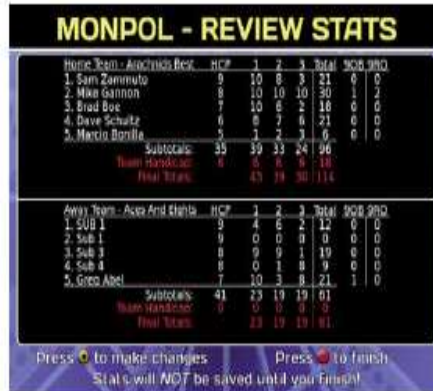 MONPOL - REVIEW STATS
Home Team - Arachnids Best HCP 1 2 3 Total 9OB 9RO
1. Sam Zammuto 9 10 8 3 21 0 0
2. Mike Gannon 8 10 10 10 30 1 2
3. Brad Boe 7 10 6 2 18 0 0
4. Dave Schultz 6 8 7 6 21 0 0
5. Marcio Bonilla 5 1 2 3 6 0 0
Subtotals: 35 39 33 24 96
Team Handicap: 6 6 6 6 18
Final Totals: 45 39 30 114
Away Team - Aces And Eights HCP 1 2 3 Total 9OB 9RO
1. SUB 1 9 4 6 2 12 0 0
2. Sub 1 9 0 0 0 0 0 0
3. Sub 3 8 9 9 1 19 0 0
4. Sub 4 8 0 1 8 9 0 0
5. Greg Abel 7 10 3 8 21 1 0
Subtotals: 41 23 19 19 61
Team Handicap: 0 0 0 0 0
Final Totals: 23 19 19 61
Press to make changes Press to finish
Stats will NOT be saved until you finish!